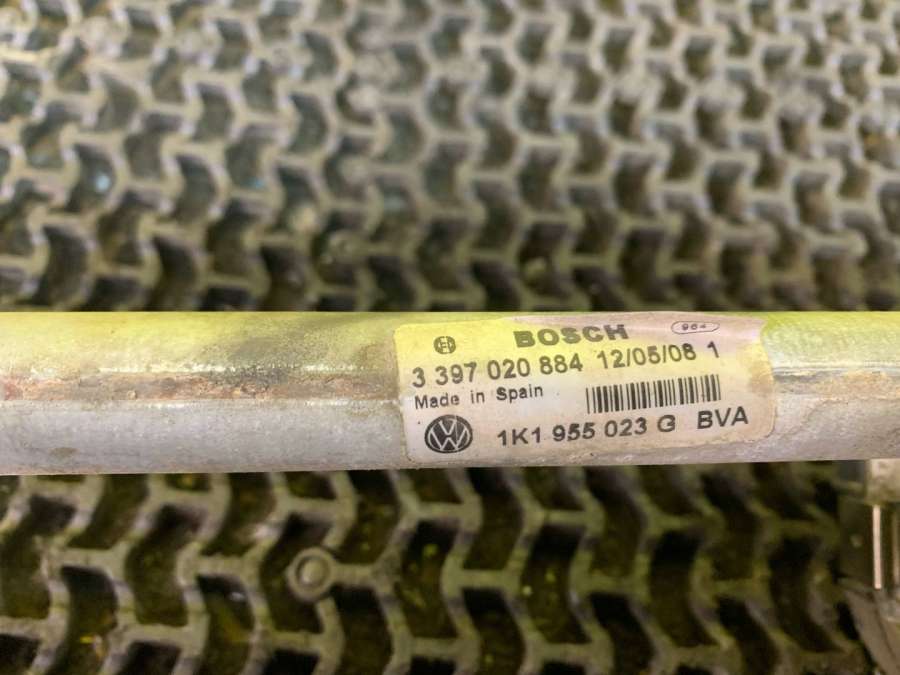 BOSCH 964
3 397 020 884 12/05/08 1
Made in Spain
1K1 955 023 G BVA